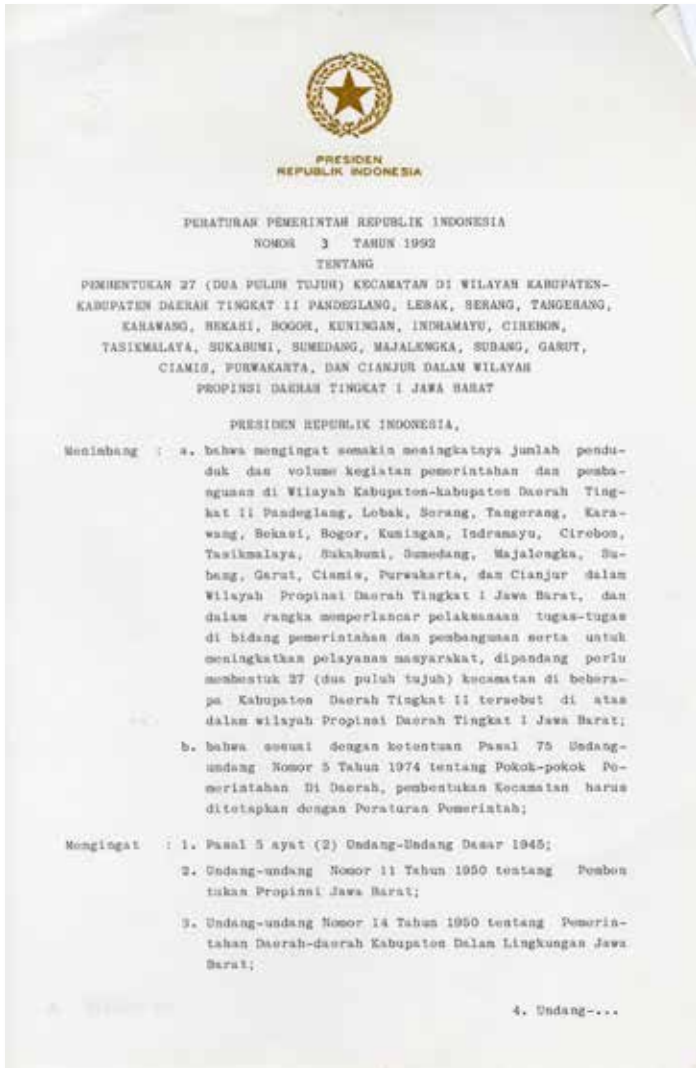 PRESIDEN
REPUBLIK INDONESIA
PERATURAN PEMERINTAH REPUBLIK INDONESIA
NOMOR 3 TAHUN 1992
TENTANG
PEMBENTUKAN 27 (DUA PULUH TUJUH) KECAMATAN DI WILAYAH KABUPATEN-
KABUPATEN DAERAH TINGKAT II PANDEGLANG, LEBAK, SERANG, TANGERANG,
KARAWANG, BEKASI, BOGOR, KUNINGAN, INDRAMAYU, CIREBON,
TASIKMALAYA, SUKABUMI, SUMEDANG, MAJALENGKA, SUBANG, GARUT,
CIAMIS, PURWAKARTA, DAN CIANJUR DALAM WILAYAH
PROPINSI DAERAH TINGKAT I JAWA BARAT
PRESIDEN REPUBLIK INDONESIA,
Menimbang : a. bahwa mengingat semakin meningkatnya jumlah pendu-
duk dan volume kegiatan pemerintahan dan pemba-
ngunan di Wilayah Kabupaten-kabupaten Daerah Ting-
kat II Pandeglang, Lebak, Serang, Tangerang, Kara-
wang, Bekasi, Bogor, Kuningan, Indramayu, Cirebon,
Tasikmalaya, Sukabumi, Sumedang, Majalengka, Su-
bang, Garut, Ciamis, Purwakarta, dan Cianjur dalam
Wilayah Propinsi Daerah Tingkat I Jawa Barat, dan
dalam rangka memperlancar pelaksanaan tugas-tugas
di bidang pemerintahan dan pembangunan serta untuk
meningkatkan pelayanan masyarakat, dipandang perlu
membentuk 27 (dua puluh tujuh) kecamatan di bebera-
pa Kabupaten Daerah Tingkat II tersebut di atas
dalam wilayah Propinsi Daerah Tingkat I Jawa Barat;
b. bahwa sesuai dengan ketentuan Pasal 75 Undang-
undang Nomor 5 Tahun 1974 tentang Pokok-pokok Pe-
merintahan Di Daerah, pembentukan Kecamatan harus
ditetapkan dengan Peraturan Pemerintah;
Mengingat : 1. Pasal 5 ayat (2) Undang-Undang Dasar 1945;
2. Undang-undang Nomor 11 Tahun 1950 tentang Pemben
tukan Propinsi Jawa Barat;
3. Undang-undang Nomor 14 Tahun 1950 tentang Pemerin-
tahan Daerah-daerah Kabupaten Dalam Lingkungan Jawa
Barat;
4. Undang-...